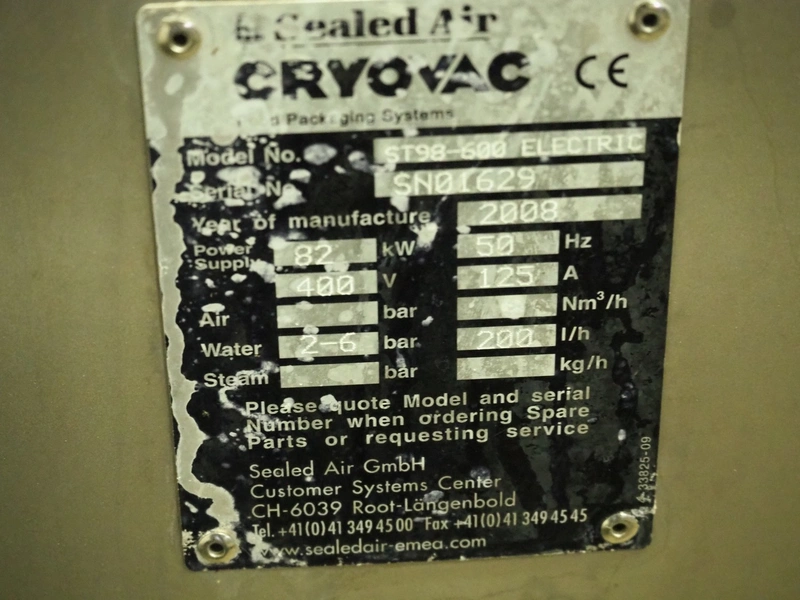 Sealed Air
CRYOVAC CE
Packaging Systems
Model No. ST98-600 ELECTRIC
Serial No SN01629
Year of manufacture 2008
Power Supply 82 kW 50 Hz
400 V 125 A
Air bar Nm³/h
Water 2-6 bar 200 l/h
Steam bar kg/h
Please quote Model and serial
Number when ordering Spare
Parts or requesting service
Sealed Air GmbH
Customer Systems Center
CH-6039 Root-Längenbold
Tel. +41(0)41 349 45 00 Fax +41(0)41 349 45 45
www.sealedair-emea.com
33825-09